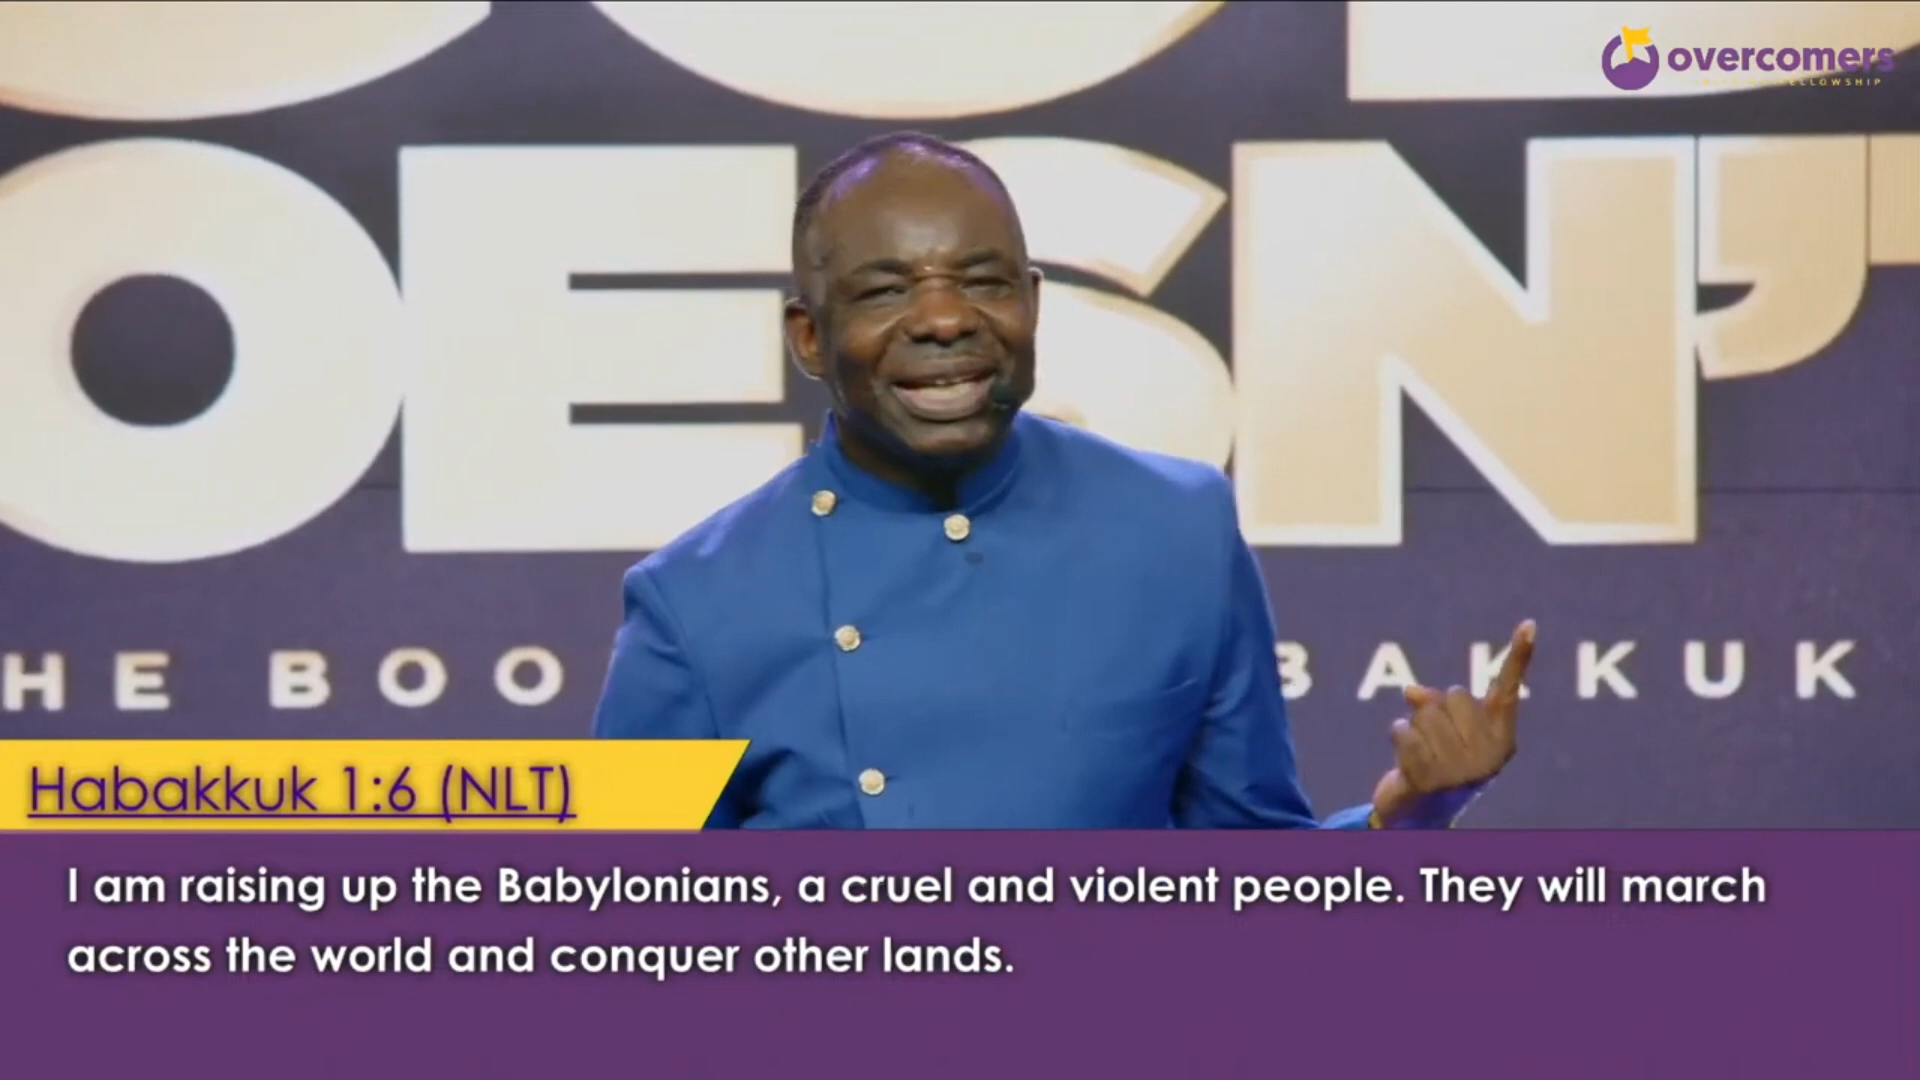 overcomers
OESN'T
HE BOO
BAKKUK
Habakkuk 1:6 (NLT)
I am raising up the Babylonians, a cruel and violent people. They will march
across the world and conquer other lands.